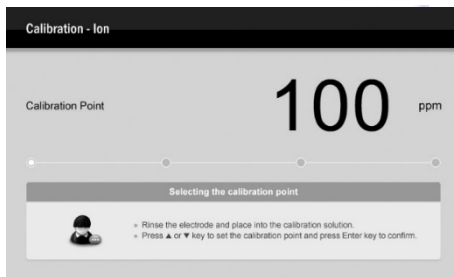 Calibration - Ion
Calibration Point 100 ppm
Selecting the calibration point
Rinse the electrode and place into the calibration solution.
Press ▲ or ▼ key to set the calibration point and press Enter key to confirm.